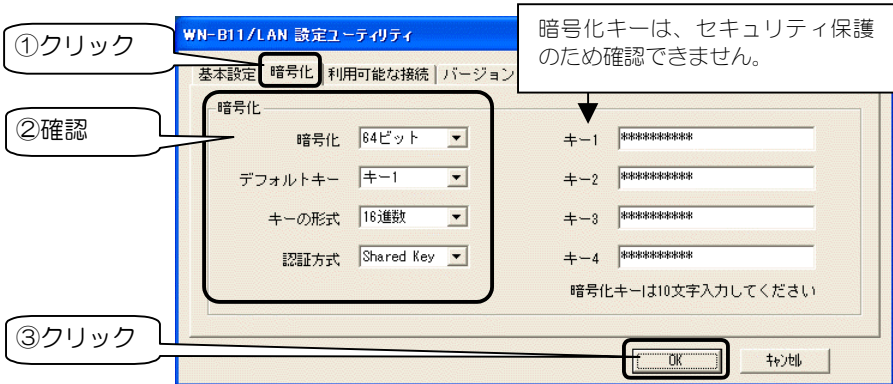 ①クリック
WN-B11/LAN 設定ユーティリティ
暗号化キーは、セキュリティ保護
のため確認できません。
基本設定 暗号化 利用可能な接続 バージョン
②確認
暗号化
暗号化 64ビット
デフォルトキー キー1
キーの形式 16進数
認証方式 Shared Key
キー1 **********
キー2 **********
キー3 **********
キー4 **********
暗号化キーは10文字入力してください
③クリック
OK キャンセル